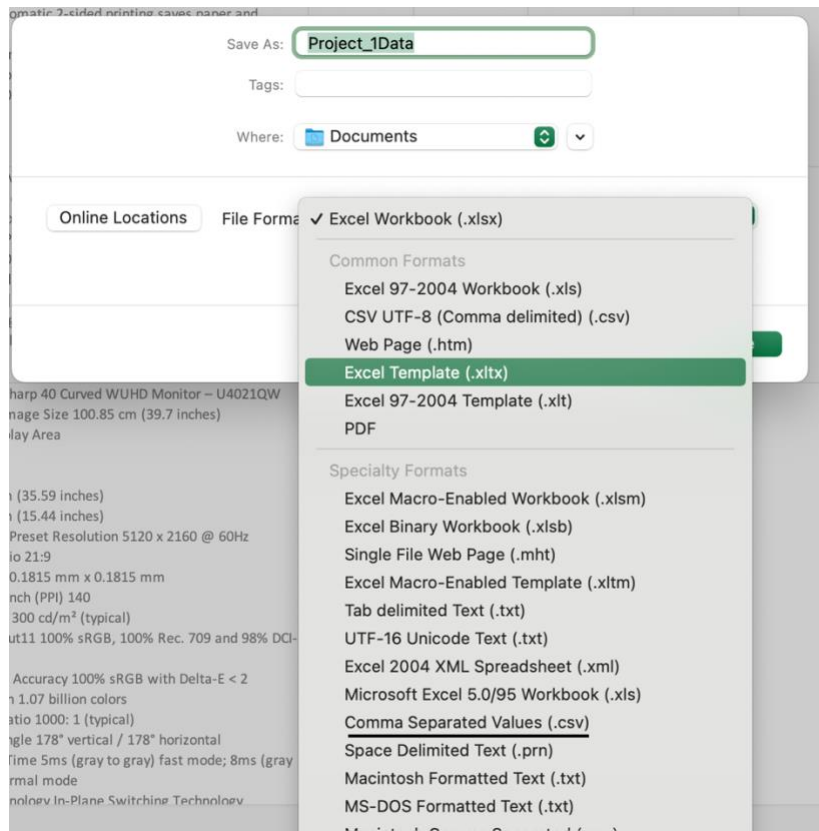 omatic 2-sided printing saves paper and
Save As: Project_1Data
Tags:
Where: Documents
Online Locations File Forma ✓ Excel Workbook (.xlsx)
Common Formats
Excel 97-2004 Workbook (.xls)
CSV UTF-8 (Comma delimited) (.csv)
Web Page (.htm)
Excel Template (.xltx)
Excel 97-2004 Template (.xlt)
PDF
Specialty Formats
Excel Macro-Enabled Workbook (.xlsm)
Excel Binary Workbook (.xlsb)
Single File Web Page (.mht)
Excel Macro-Enabled Template (.xltm)
Tab delimited Text (.txt)
UTF-16 Unicode Text (.txt)
Excel 2004 XML Spreadsheet (.xml)
Microsoft Excel 5.0/95 Workbook (.xls)
Comma Separated Values (.csv)
Space Delimited Text (.prn)
Macintosh Formatted Text (.txt)
MS-DOS Formatted Text (.txt)
harp 40 Curved WUHD Monitor – U4021QW
mage Size 100.85 cm (39.7 inches)
lay Area
(35.59 inches)
(15.44 inches)
Preset Resolution 5120 x 2160 @ 60Hz
io 21:9
0.1815 mm x 0.1815 mm
nch (PPI) 140
300 cd/m² (typical)
ut11 100% sRGB, 100% Rec. 709 and 98% DCI-
Accuracy 100% sRGB with Delta-E < 2
1.07 billion colors
atio 1000: 1 (typical)
ngle 178° vertical / 178° horizontal
Time 5ms (gray to gray) fast mode; 8ms (gray
rmal mode
nology In-Plane Switching Technology